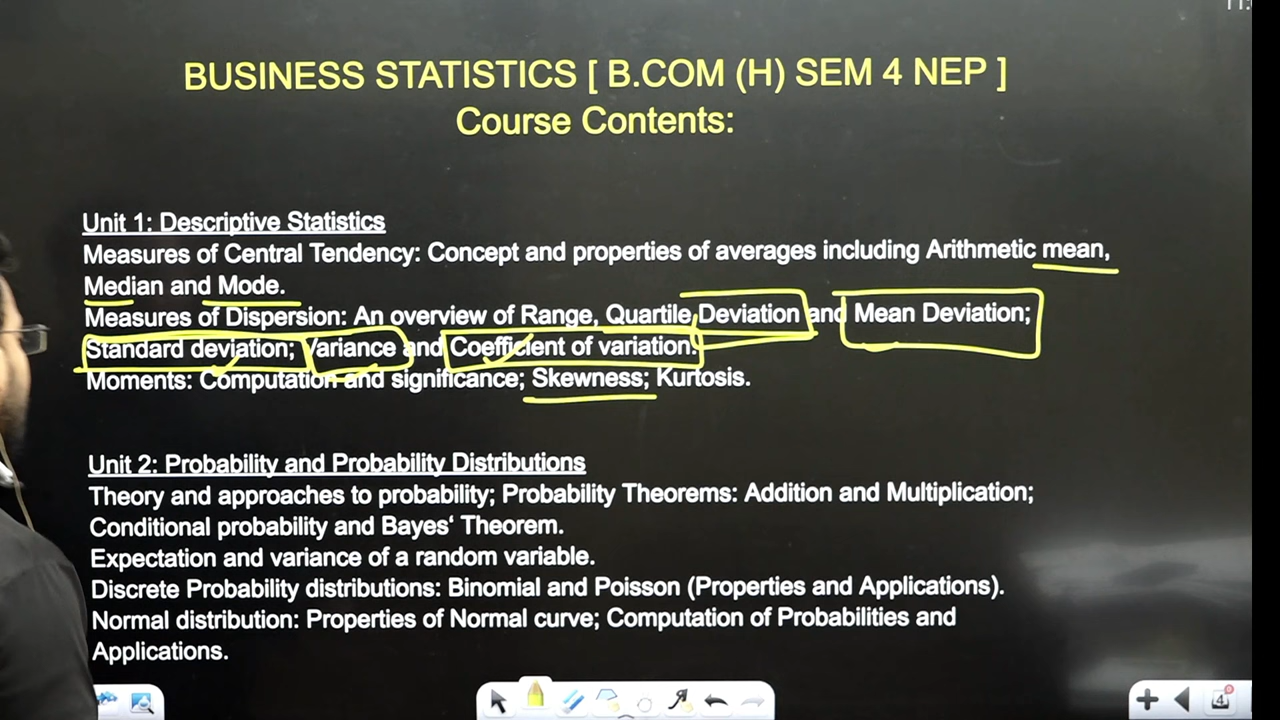 BUSINESS STATISTICS [ B.COM (H) SEM 4 NEP ]
Course Contents:
Unit 1: Descriptive Statistics
Measures of Central Tendency: Concept and properties of averages including Arithmetic mean,
Median and Mode.
Measures of Dispersion: An overview of Range, Quartile Deviation and Mean Deviation;
Standard deviation; Variance and Coefficient of variation.
Moments: Computation and significance; Skewness; Kurtosis.
Unit 2: Probability and Probability Distributions
Theory and approaches to probability; Probability Theorems: Addition and Multiplication;
Conditional probability and Bayes‘ Theorem.
Expectation and variance of a random variable.
Discrete Probability distributions: Binomial and Poisson (Properties and Applications).
Normal distribution: Properties of Normal curve; Computation of Probabilities and
Applications.
4